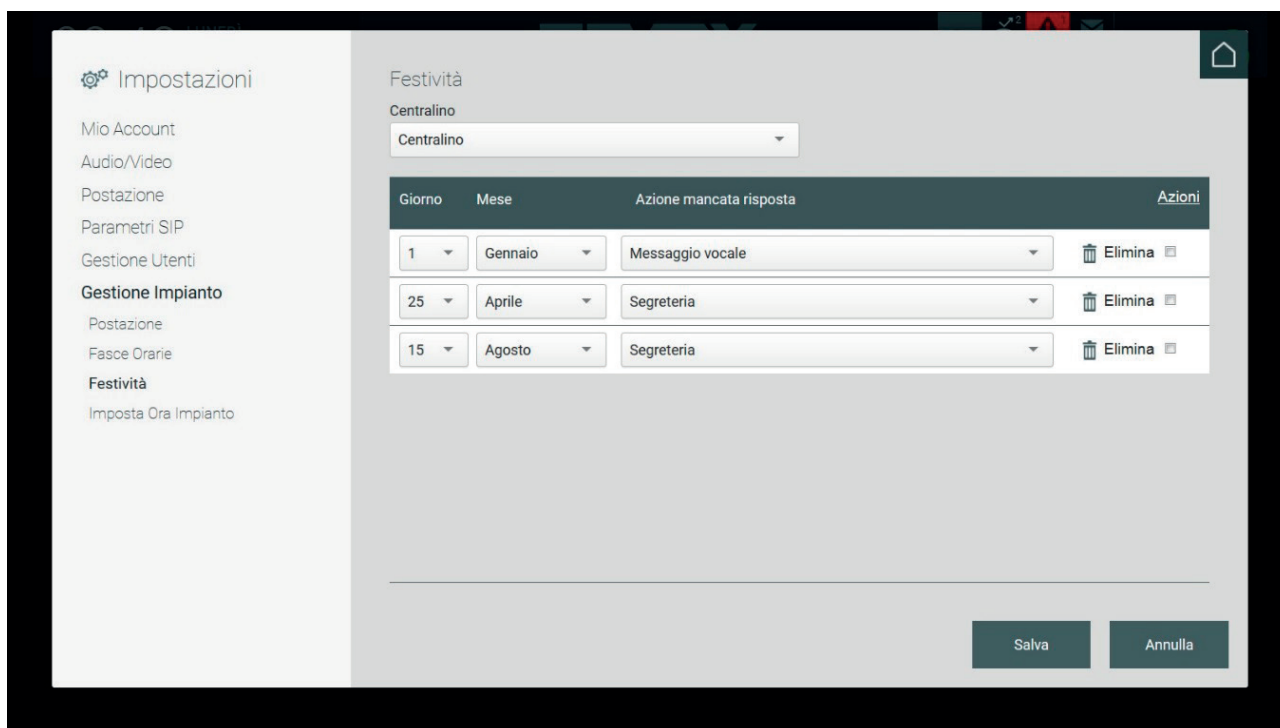 Impostazioni
Mio Account
Audio/Video
Postazione
Parametri SIP
Gestione Utenti
Gestione Impianto
Postazione
Fasce Orarie
Festività
Imposta Ora Impianto
Festività
Centralino
Centralino
Giorno Mese Azione mancata risposta Azioni
1 Gennaio Messaggio vocale Elimina
25 Aprile Segreteria Elimina
15 Agosto Segreteria Elimina
Salva Annulla